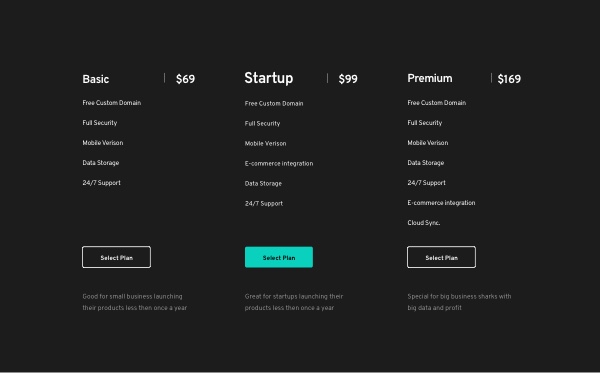 Basic | $69
Free Custom Domain
Full Security
Mobile Verison
Data Storage
24/7 Support
Select Plan
Good for small business launching
their products less then once a year
Startup | $99
Free Custom Domain
Full Security
Mobile Verison
E-commerce integration
Data Storage
24/7 Support
Select Plan
Great for startups launching their
products less then once a year
Premium | $169
Free Custom Domain
Full Security
Mobile Verison
Data Storage
24/7 Support
E-commerce integration
Cloud Sync.
Select Plan
Special for big business sharks with
big data and profit